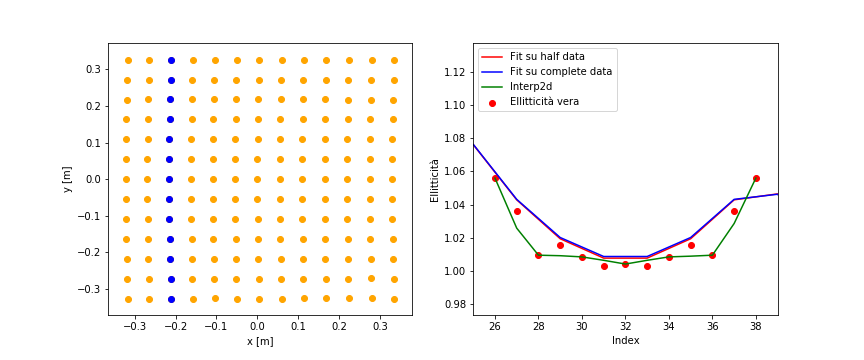 0.3
0.2
0.1
0.0
−0.1
−0.2
−0.3
y [m]
−0.3 −0.2 −0.1 0.0 0.1 0.2 0.3
x [m]
Fit su half data
Fit su complete data
Interp2d
Ellitticità vera
1.12
1.10
1.08
1.06
1.04
1.02
1.00
0.98
Ellitticità
26 28 30 32 34 36 38
Index